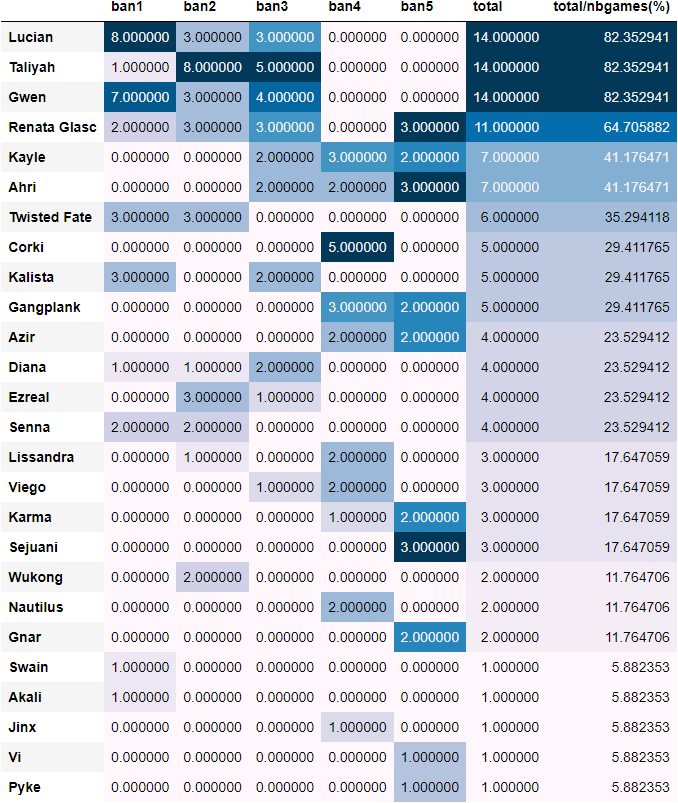 ban1 ban2 ban3 ban4 ban5 total total/nbgames(%)
Lucian 8.000000 3.000000 3.000000 0.000000 0.000000 14.000000 82.352941
Taliyah 1.000000 8.000000 5.000000 0.000000 0.000000 14.000000 82.352941
Gwen 7.000000 3.000000 4.000000 0.000000 0.000000 14.000000 82.352941
Renata Glasc 2.000000 3.000000 3.000000 0.000000 3.000000 11.000000 64.705882
Kayle 0.000000 0.000000 2.000000 3.000000 2.000000 7.000000 41.176471
Ahri 0.000000 0.000000 2.000000 2.000000 3.000000 7.000000 41.176471
Twisted Fate 3.000000 3.000000 0.000000 0.000000 0.000000 6.000000 35.294118
Corki 0.000000 0.000000 0.000000 5.000000 0.000000 5.000000 29.411765
Kalista 3.000000 0.000000 2.000000 0.000000 0.000000 5.000000 29.411765
Gangplank 0.000000 0.000000 0.000000 3.000000 2.000000 5.000000 29.411765
Azir 0.000000 0.000000 0.000000 2.000000 2.000000 4.000000 23.529412
Diana 1.000000 1.000000 2.000000 0.000000 0.000000 4.000000 23.529412
Ezreal 0.000000 3.000000 1.000000 0.000000 0.000000 4.000000 23.529412
Senna 2.000000 2.000000 0.000000 0.000000 0.000000 4.000000 23.529412
Lissandra 0.000000 1.000000 0.000000 2.000000 0.000000 3.000000 17.647059
Viego 0.000000 0.000000 1.000000 2.000000 0.000000 3.000000 17.647059
Karma 0.000000 0.000000 0.000000 1.000000 2.000000 3.000000 17.647059
Sejuani 0.000000 0.000000 0.000000 0.000000 3.000000 3.000000 17.647059
Wukong 0.000000 2.000000 0.000000 0.000000 0.000000 2.000000 11.764706
Nautilus 0.000000 0.000000 0.000000 2.000000 0.000000 2.000000 11.764706
Gnar 0.000000 0.000000 0.000000 0.000000 2.000000 2.000000 11.764706
Swain 1.000000 0.000000 0.000000 0.000000 0.000000 1.000000 5.882353
Akali 1.000000 0.000000 0.000000 0.000000 0.000000 1.000000 5.882353
Jinx 0.000000 0.000000 0.000000 1.000000 0.000000 1.000000 5.882353
Vi 0.000000 0.000000 0.000000 0.000000 1.000000 1.000000 5.882353
Pyke 0.000000 0.000000 0.000000 0.000000 1.000000 1.000000 5.882353